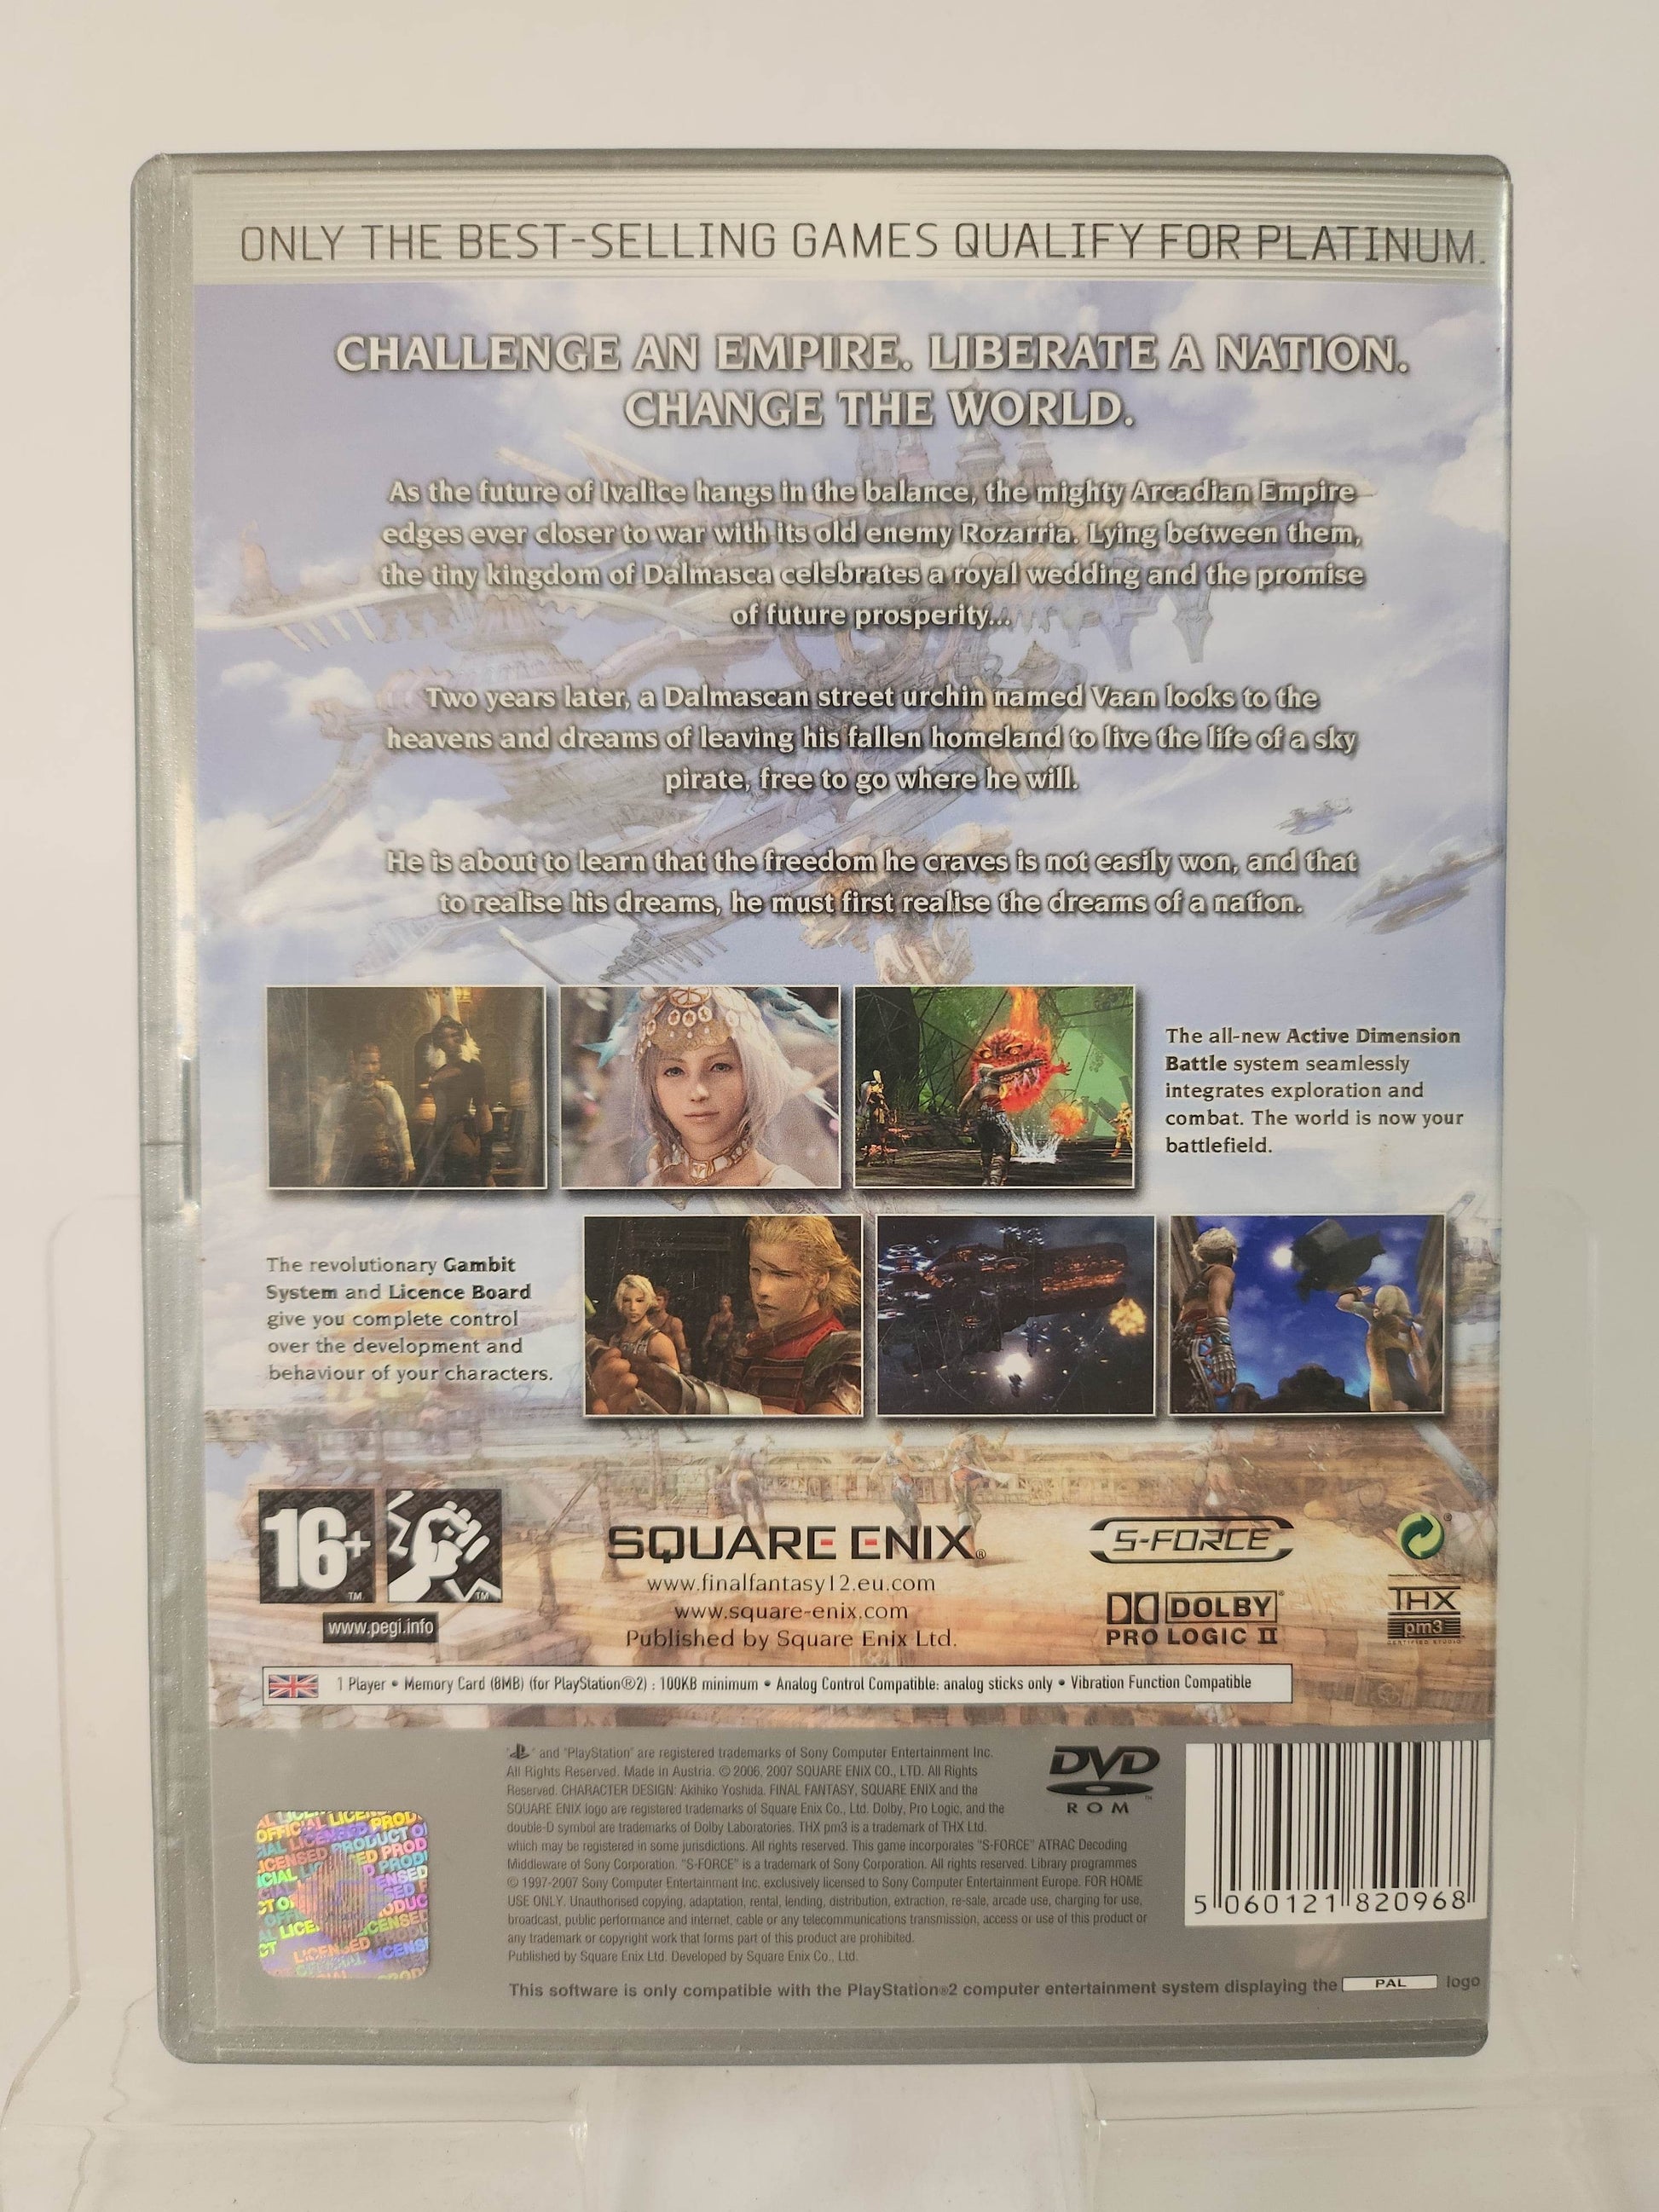 ONLY THE BEST-SELLING GAMES QUALIFY FOR PLATINUM.
CHALLENGE AN EMPIRE. LIBERATE A NATION.
CHANGE THE WORLD.
As the future of Ivalice hangs in the balance, the mighty Arcadian Empire
edges ever closer to war with its old enemy Rozarria. Lying between them,
the tiny kingdom of Dalmasca celebrates a royal wedding and the promise
of future prosperity...
Two years later, a Dalmascan street urchin named Vaan looks to the
heavens and dreams of leaving his fallen homeland to live the life of a sky
pirate, free to go where he will.
He is about to learn that the freedom he craves is not easily won, and that
to realise his dreams, he must first realise the dreams of a nation.
The all-new Active Dimension
Battle system seamlessly
integrates exploration and
combat. The world is now your
battlefield.
The revolutionary Gambit
System and Licence Board
give you complete control
over the development and
behaviour of your characters.
16+ ™
™
www.pegi.info
SQUARE ENIX®
www.finalfantasy12.eu.com
www.square-enix.com
Published by Square Enix Ltd.
S-FORCE
®
DOLBY®
PRO LOGIC II
THX
pm3
CERTIFIED STUDIO
1 Player • Memory Card (8MB) (for PlayStation®2) : 100KB minimum • Analog Control Compatible: analog sticks only • Vibration Function Compatible
" " and "PlayStation" are registered trademarks of Sony Computer Entertainment Inc.
All Rights Reserved. Made in Austria. © 2006, 2007 SQUARE ENIX CO., LTD. All Rights
Reserved. CHARACTER DESIGN: Akihiko Yoshida. FINAL FANTASY, SQUARE ENIX and the
SQUARE ENIX logo are registered trademarks of Square Enix Co., Ltd. Dolby, Pro Logic, and the
double-D symbol are trademarks of Dolby Laboratories. THX pm3 is a trademark of THX Ltd.
which may be registered in some jurisdictions. All rights reserved. This game incorporates "S-FORCE" ATRAC Decoding
Middleware of Sony Corporation. "S-FORCE" is a trademark of Sony Corporation. All rights reserved. Library programmes
© 1997-2007 Sony Computer Entertainment Inc. exclusively licensed to Sony Computer Entertainment Europe. FOR HOME
USE ONLY. Unauthorised copying, adaptation, rental, lending, distribution, extraction, re-sale, arcade use, charging for use,
broadcast, public performance and internet, cable or any telecommunications transmission, access or use of this product or
any trademark or copyright work that forms part of this product are prohibited.
Published by Square Enix Ltd. Developed by Square Enix Co., Ltd.
This software is only compatible with the PlayStation®2 computer entertainment system displaying the PAL logo
DVD™
ROM
5 060121 820968
OFFICIAL LICENSED PRODUCT